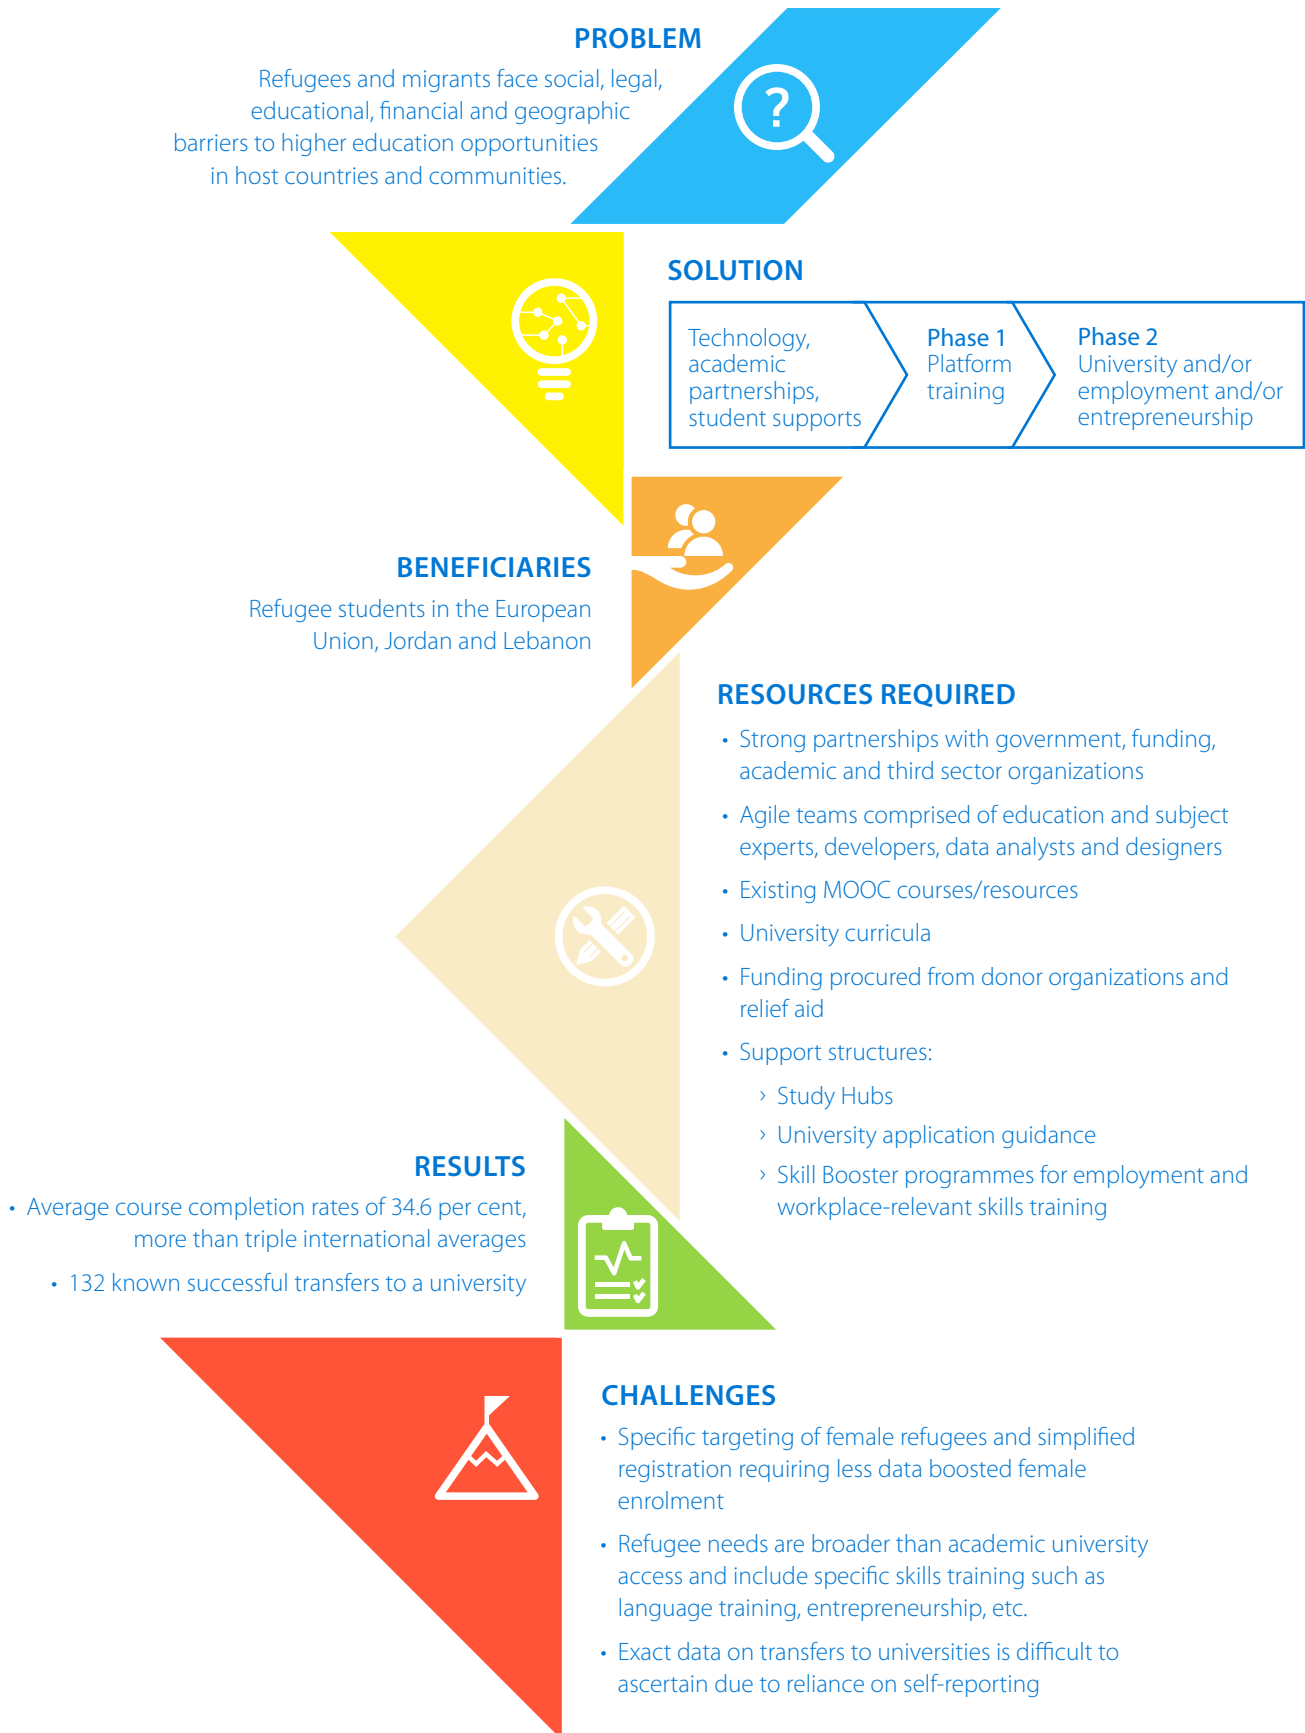 PROBLEM
Refugees and migrants face social, legal,
educational, financial and geographic
barriers to higher education opportunities
in host countries and communities.
?
SOLUTION
Technology,
academic
partnerships,
student supports
Phase 1
Platform
training
Phase 2
University and/or
employment and/or
entrepreneurship
BENEFICIARIES
Refugee students in the European
Union, Jordan and Lebanon
RESOURCES REQUIRED
• Strong partnerships with government, funding,
academic and third sector organizations
• Agile teams comprised of education and subject
experts, developers, data analysts and designers
• Existing MOOC courses/resources
• University curricula
• Funding procured from donor organizations and
relief aid
• Support structures:
› Study Hubs
› University application guidance
› Skill Booster programmes for employment and
workplace-relevant skills training
RESULTS
• Average course completion rates of 34.6 per cent,
more than triple international averages
• 132 known successful transfers to a university
CHALLENGES
• Specific targeting of female refugees and simplified
registration requiring less data boosted female
enrolment
• Refugee needs are broader than academic university
access and include specific skills training such as
language training, entrepreneurship, etc.
• Exact data on transfers to universities is difficult to
ascertain due to reliance on self-reporting